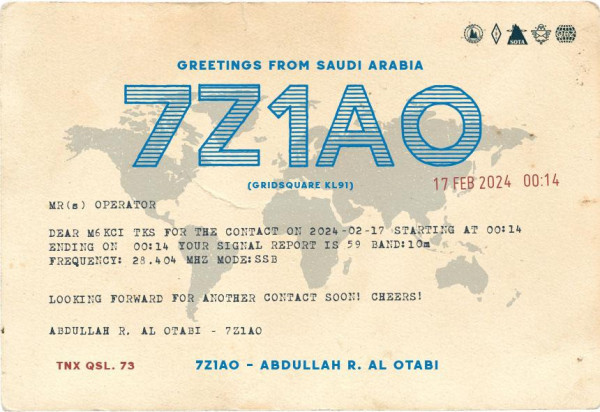 SOTA
GREETINGS FROM SAUDI ARABIA
7Z1AO
(GRIDSQUARE KL91)
17 FEB 2024 00:14
MR(s) OPERATOR
DEAR M6KCI TKS FOR THE CONTACT ON 2024-02-17 STARTING AT 00:14
ENDING ON 00:14 YOUR SIGNAL REPORT IS 59 BAND:10m
FREQUENCY: 28.404 MHZ MODE:SSB
LOOKING FORWARD FOR ANOTHER CONTACT SOON! CHEERS!
ABDULLAH R. AL OTABI - 7Z1AO
TNX QSL. 73
7Z1AO - ABDULLAH R. AL OTABI